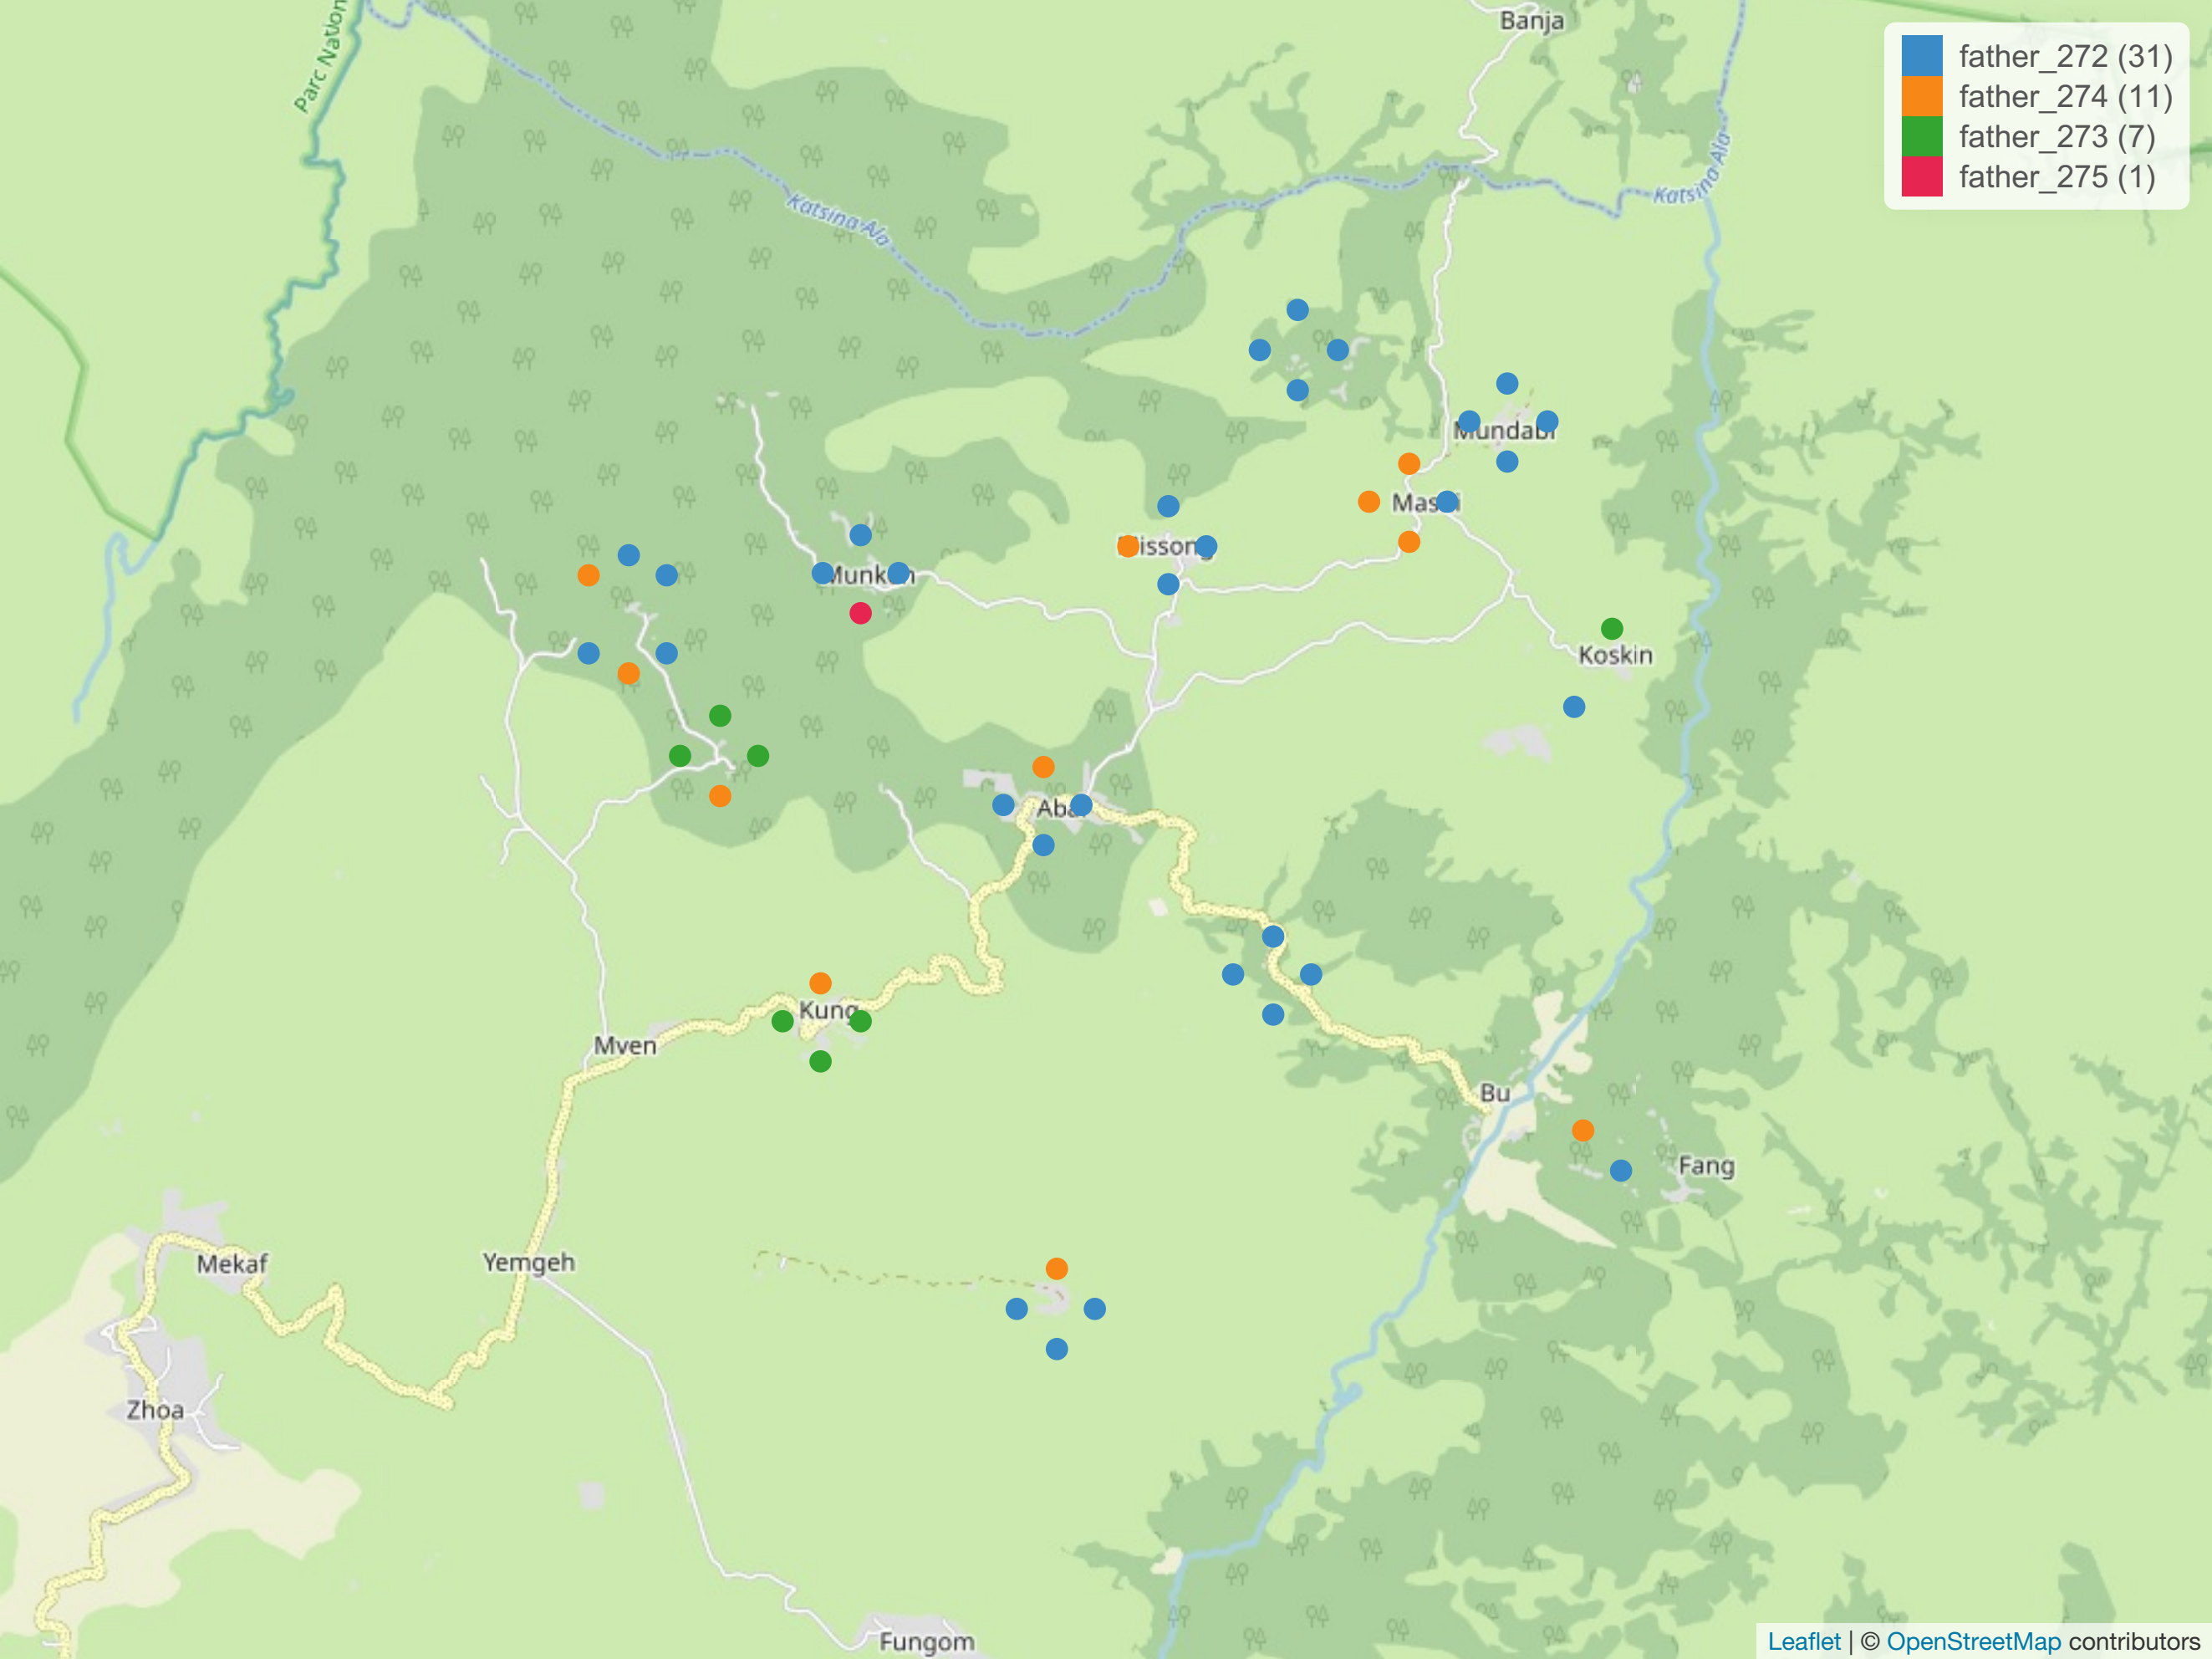 Banja
Parc Nation
father_272 (31)
father_274 (11)
father_273 (7)
father_275 (1)
Katsina Ala
Katsina-Ala
Mundabi
Koskin
Kung
Mven
Bu
Fang
Mekaf
Yemgeh
Zhoa
Fungom
Leaflet | © OpenStreetMap contributors